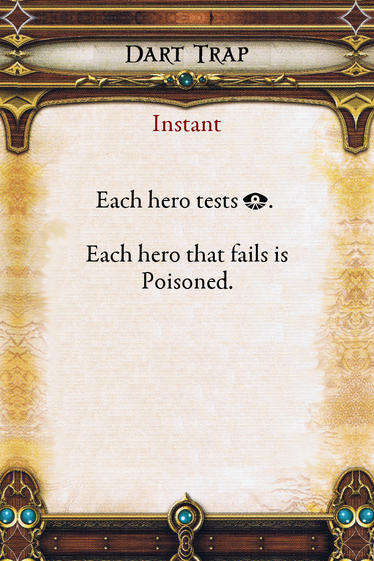 Dart Trap
Instant
Each hero tests .
Each hero that fails is
Poisoned.